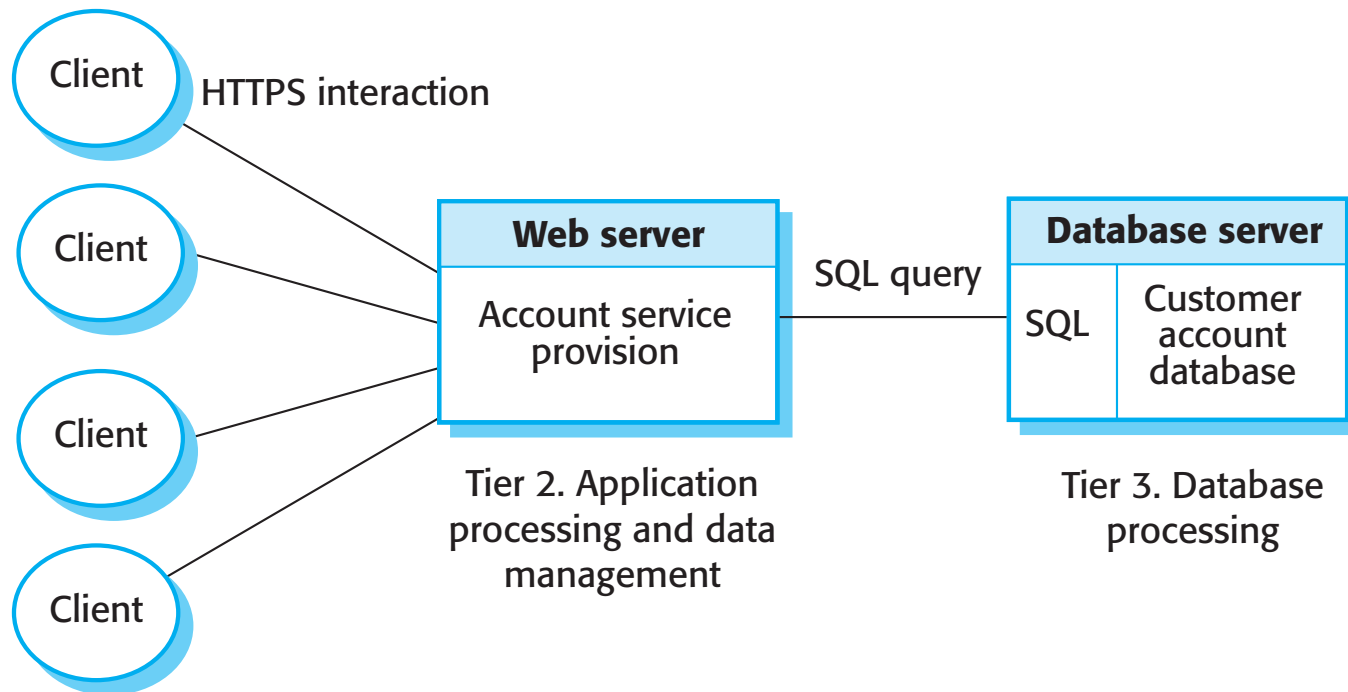 Client
HTTPS interaction
Client
Client
Client
Web server
Account service
provision
Tier 2. Application
processing and data
management
SQL query
Database server
SQL
Customer
account
database
Tier 3. Database
processing